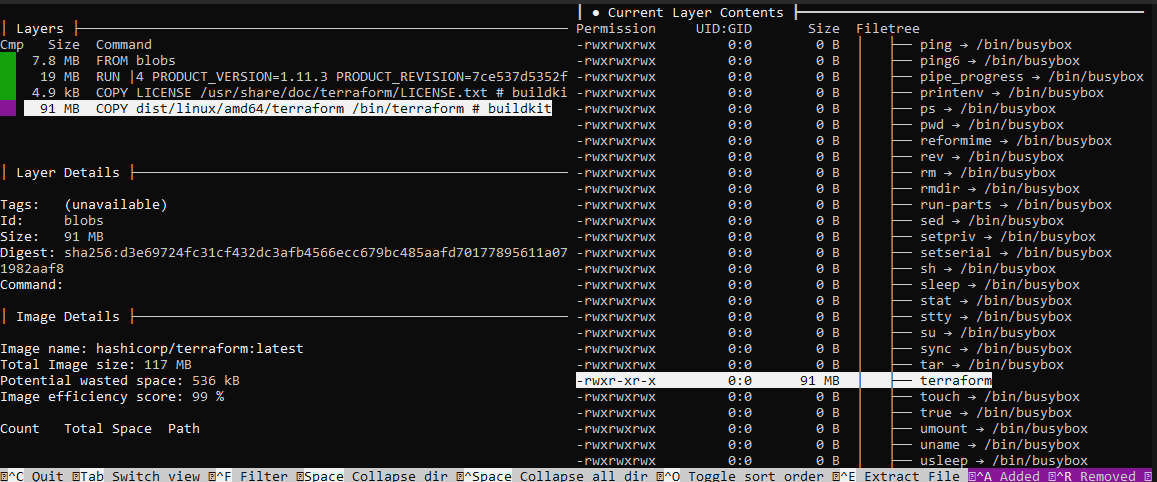 │ Layers ├
Cmp Size Command
7.8 MB FROM blobs
19 MB RUN |4 PRODUCT_VERSION=1.11.3 PRODUCT_REVISION=7ce537d5352f
4.9 kB COPY LICENSE /usr/share/doc/terraform/LICENSE.txt # buildki
91 MB COPY dist/linux/amd64/terraform /bin/terraform # buildkit
│ Layer Details ├
Tags: (unavailable)
Id: blobs
Size: 91 MB
Digest: sha256:d3e69724fc31cf432dc3afb4566ecc679bc485aafd70177895611a07
1982aaf8
Command:
│ Image Details ├
Image name: hashicorp/terraform:latest
Total Image size: 117 MB
Potential wasted space: 536 kB
Image efficiency score: 99 %
Count Total Space Path
│ ● Current Layer Contents ├
Permission UID:GID Size Filetree
-rwxrwxrwx 0:0 0 B │ ├── ping → /bin/busybox
-rwxrwxrwx 0:0 0 B │ ├── ping6 → /bin/busybox
-rwxrwxrwx 0:0 0 B │ ├── pipe_progress → /bin/busybox
-rwxrwxrwx 0:0 0 B │ ├── printenv → /bin/busybox
-rwxrwxrwx 0:0 0 B │ ├── ps → /bin/busybox
-rwxrwxrwx 0:0 0 B │ ├── pwd → /bin/busybox
-rwxrwxrwx 0:0 0 B │ ├── reformime → /bin/busybox
-rwxrwxrwx 0:0 0 B │ ├── rev → /bin/busybox
-rwxrwxrwx 0:0 0 B │ ├── rm → /bin/busybox
-rwxrwxrwx 0:0 0 B │ ├── rmdir → /bin/busybox
-rwxrwxrwx 0:0 0 B │ ├── run-parts → /bin/busybox
-rwxrwxrwx 0:0 0 B │ ├── sed → /bin/busybox
-rwxrwxrwx 0:0 0 B │ ├── setpriv → /bin/busybox
-rwxrwxrwx 0:0 0 B │ ├── setserial → /bin/busybox
-rwxrwxrwx 0:0 0 B │ ├── sh → /bin/busybox
-rwxrwxrwx 0:0 0 B │ ├── sleep → /bin/busybox
-rwxrwxrwx 0:0 0 B │ ├── stat → /bin/busybox
-rwxrwxrwx 0:0 0 B │ ├── stty → /bin/busybox
-rwxrwxrwx 0:0 0 B │ ├── su → /bin/busybox
-rwxrwxrwx 0:0 0 B │ ├── sync → /bin/busybox
-rwxrwxrwx 0:0 0 B │ ├── tar → /bin/busybox
-rwxr-xr-x 0:0 91 MB │ ├── terraform
-rwxrwxrwx 0:0 0 B │ ├── touch → /bin/busybox
-rwxrwxrwx 0:0 0 B │ ├── true → /bin/busybox
-rwxrwxrwx 0:0 0 B │ ├── umount → /bin/busybox
-rwxrwxrwx 0:0 0 B │ ├── uname → /bin/busybox
-rwxrwxrwx 0:0 0 B │ ├── usleep → /bin/busybox
^C Quit Tab Switch view ^F Filter Space Collapse dir ^Space Collapse all dir ^O Toggle sort order ^E Extract File ^A Added ^R Removed